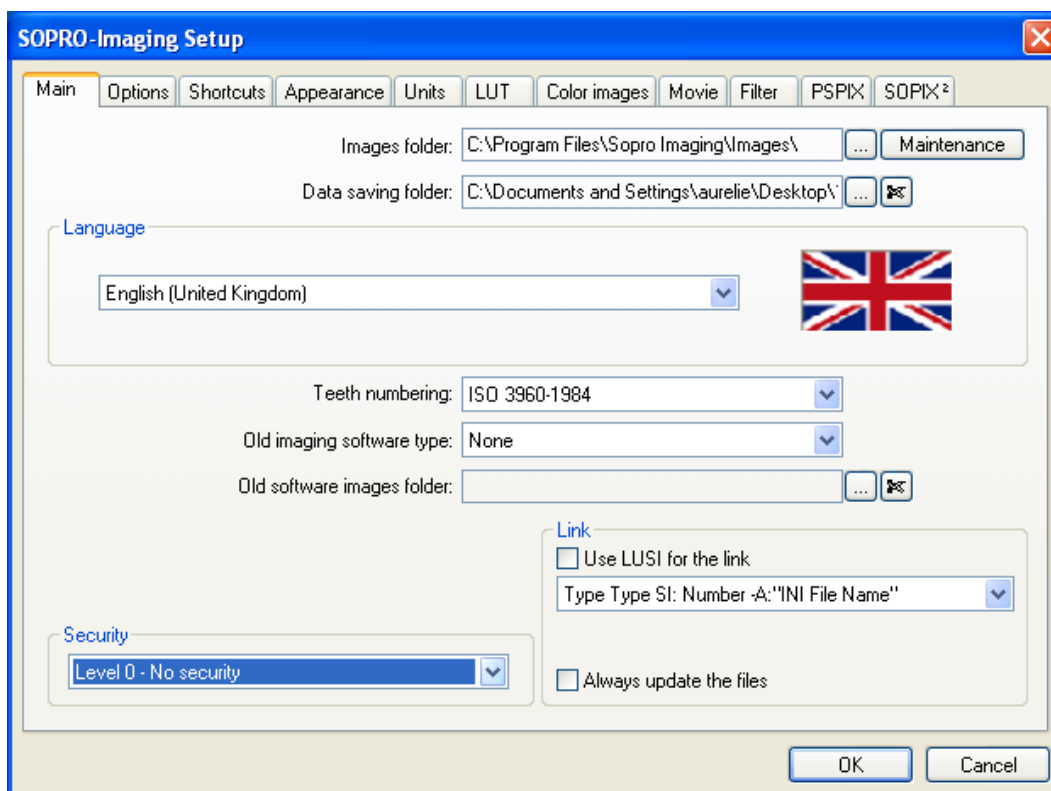 SOPRO-Imaging Setup
Main Options Shortcuts Appearance Units LUT Color images Movie Filter PSPIX SOPIX²
Images folder: C:\Program Files\Sopro Imaging\Images\ ... Maintenance
Data saving folder: C:\Documents and Settings\aurelie\Desktop\ ...
Language
English (United Kingdom)
Teeth numbering: ISO 3960-1984
Old imaging software type: None
Old software images folder: ...
Link
Use LUSI for the link
Type Type SI: Number -A:"INI File Name"
Security
Level 0 - No security
Always update the files
OK Cancel